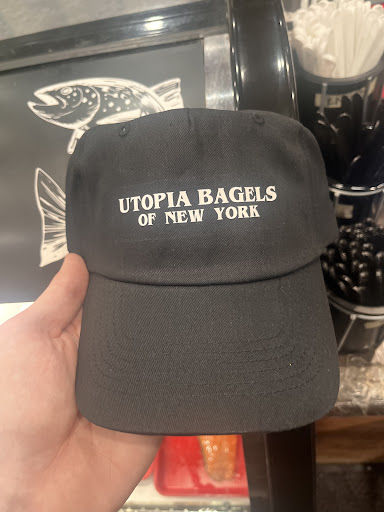 UTOPIA BAGELS
OF NEW YORK